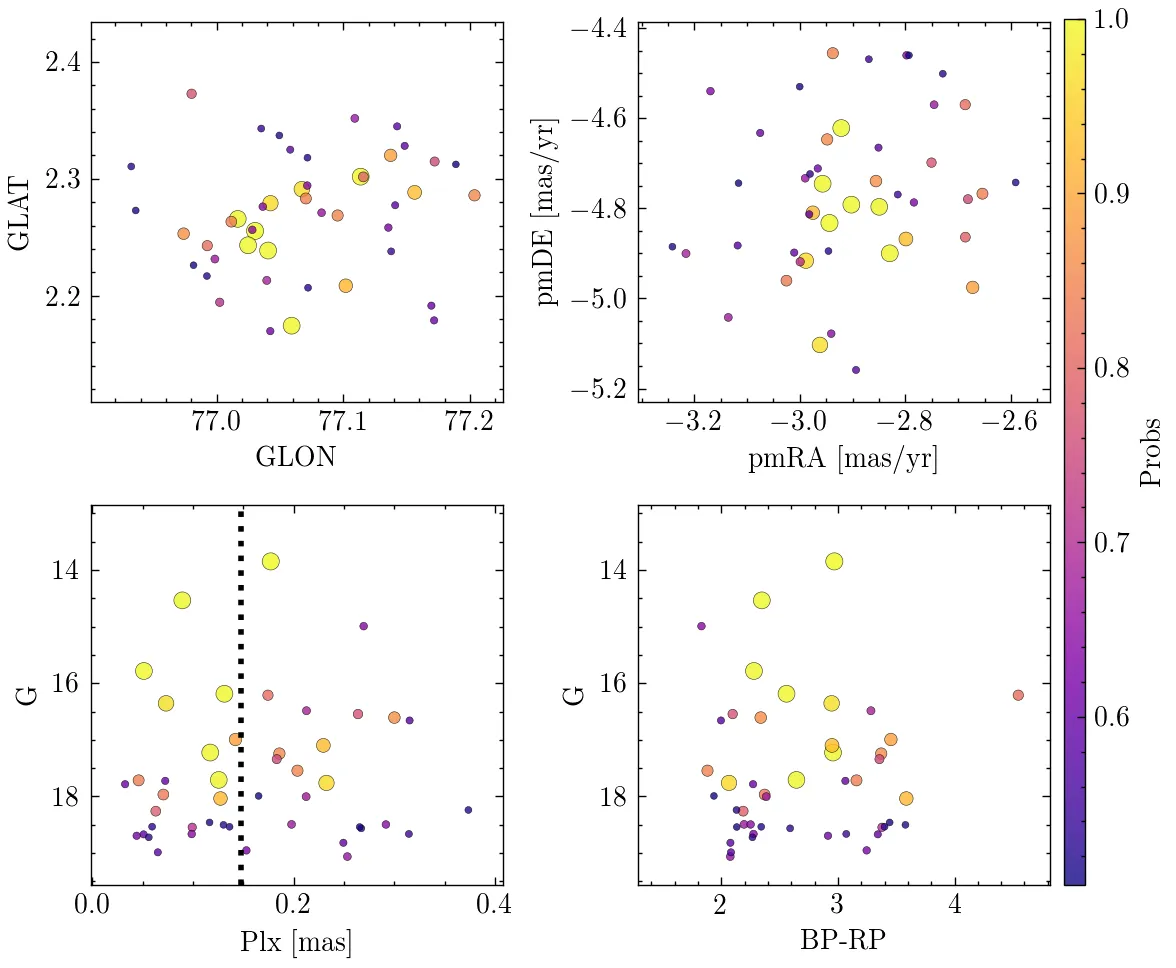 2.4
2.3
2.2
GLAT
77.0 77.1 77.2
GLON
−4.4
−4.6
−4.8
−5.0
−5.2
pmDE [mas/yr]
−3.2 −3.0 −2.8 −2.6
pmRA [mas/yr]
14
16
18
G
0.0 0.2 0.4
Plx [mas]
14
16
18
G
2 3 4
BP-RP
1.0
0.9
0.8
0.7
0.6
Probs